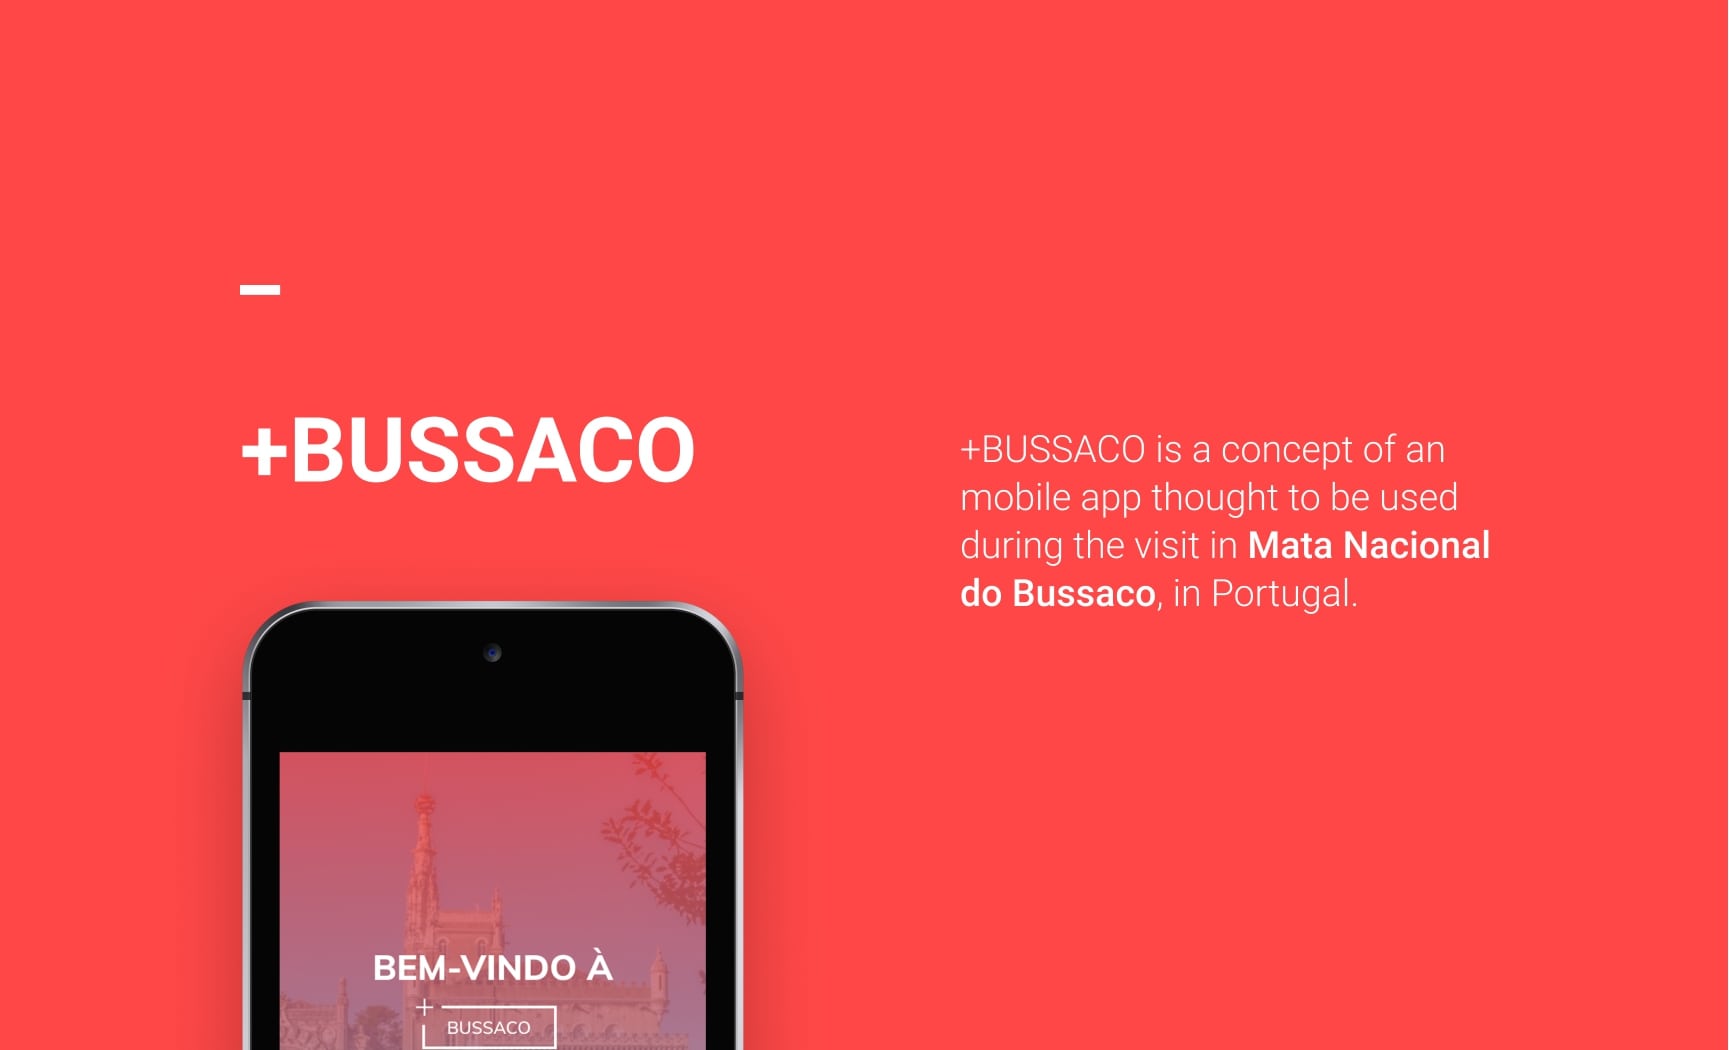 +BUSSACO
+BUSSACO is a concept of an
mobile app thought to be used
during the visit in Mata Nacional
do Bussaco, in Portugal.
BEM-VINDO À
BUSSACO